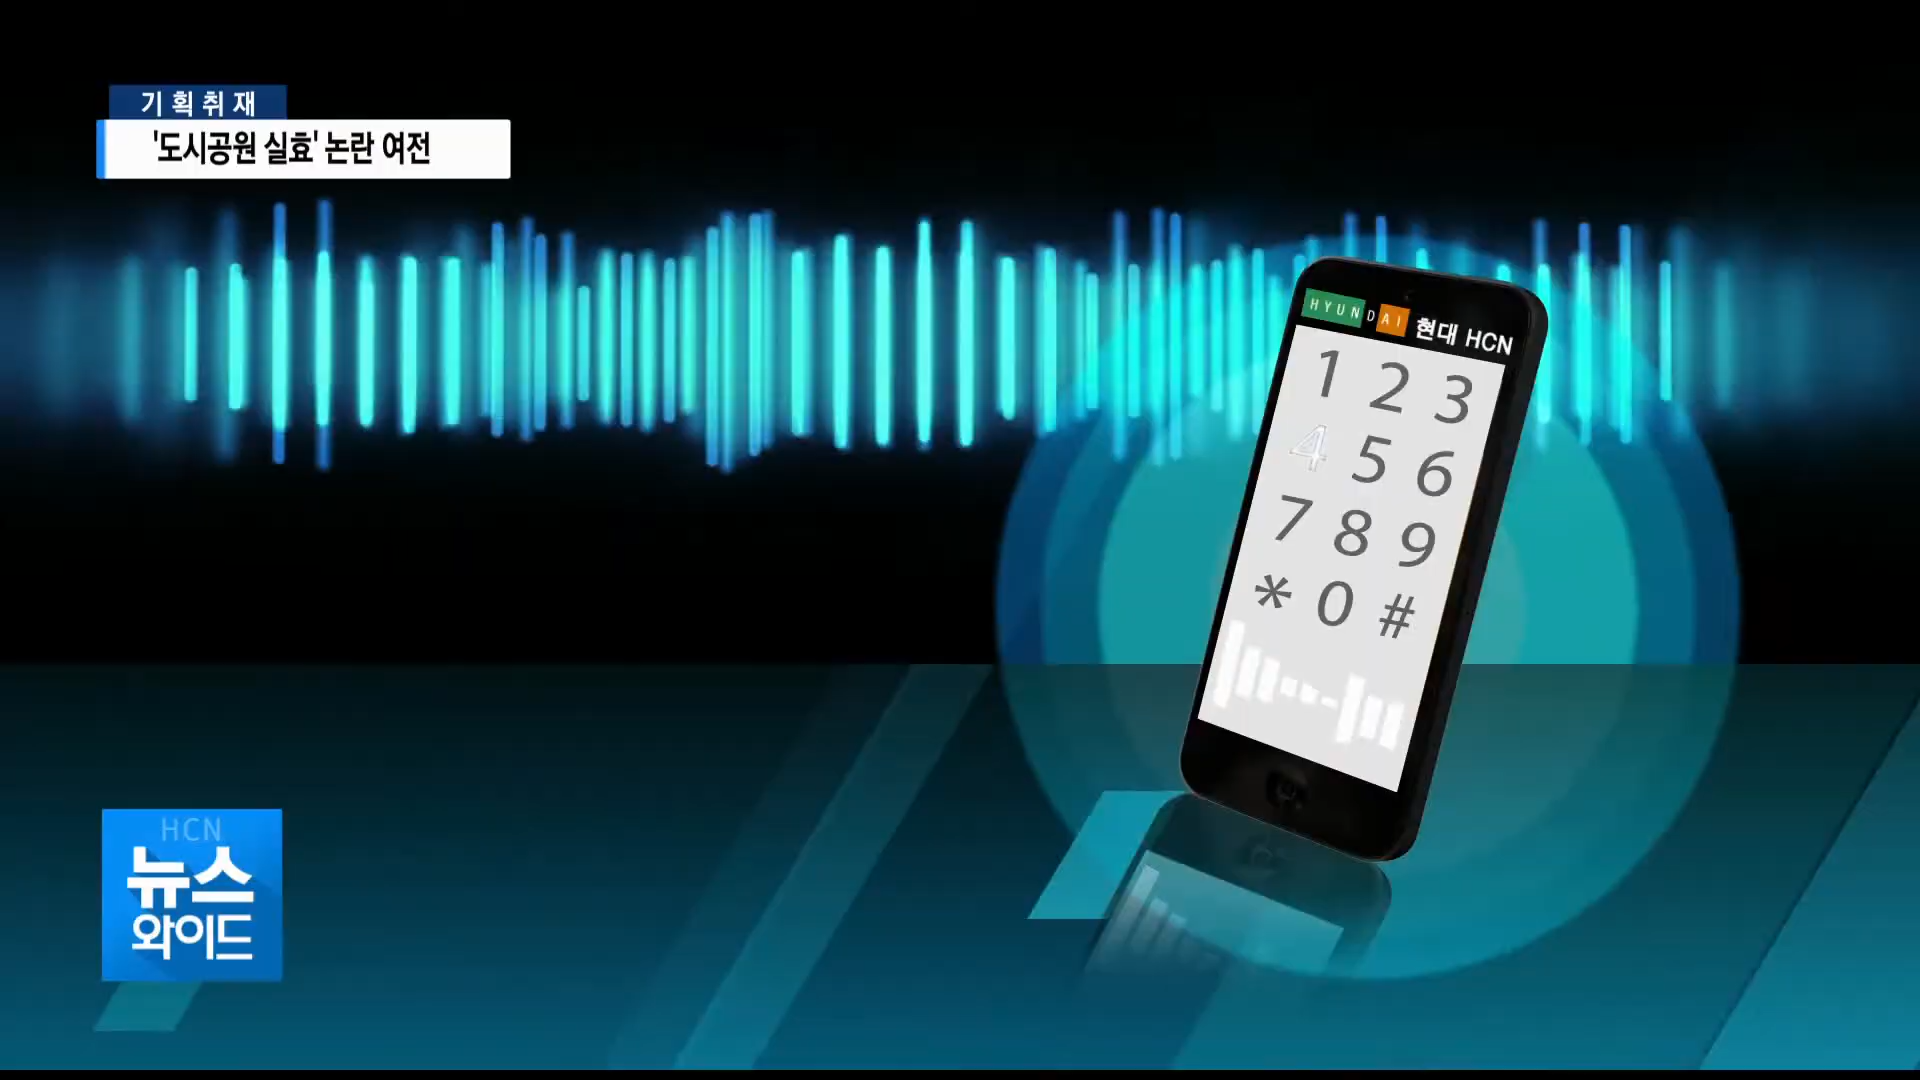 기획취재
'도시공원 실효' 논란 여전
HYUNDAI 현대 HCN
1 2 3
4 5 6
7 8 9
* 0 #
HCN
뉴스
와이드